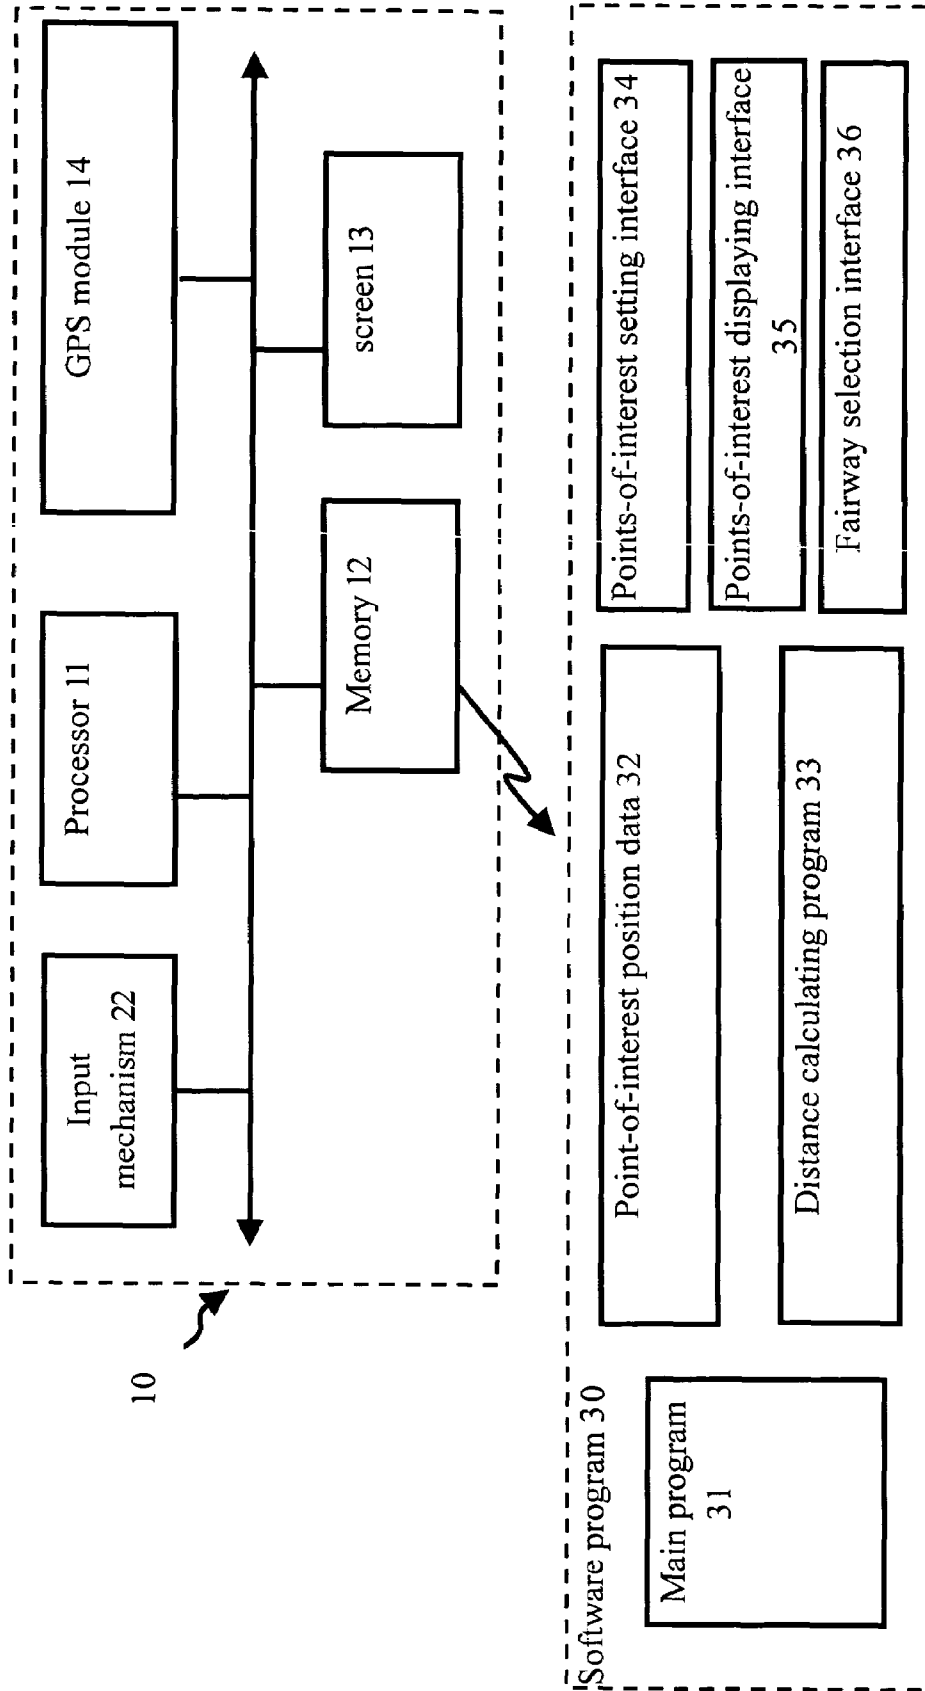 10
Input
mechanism 22
Processor 11
GPS module 14
Memory 12
screen 13
Software program 30
Main program
31
Point-of-interest position data 32
Distance calculating program 33
Points-of-interest setting interface 34
Points-of-interest displaying interface
35
Fairway selection interface 36